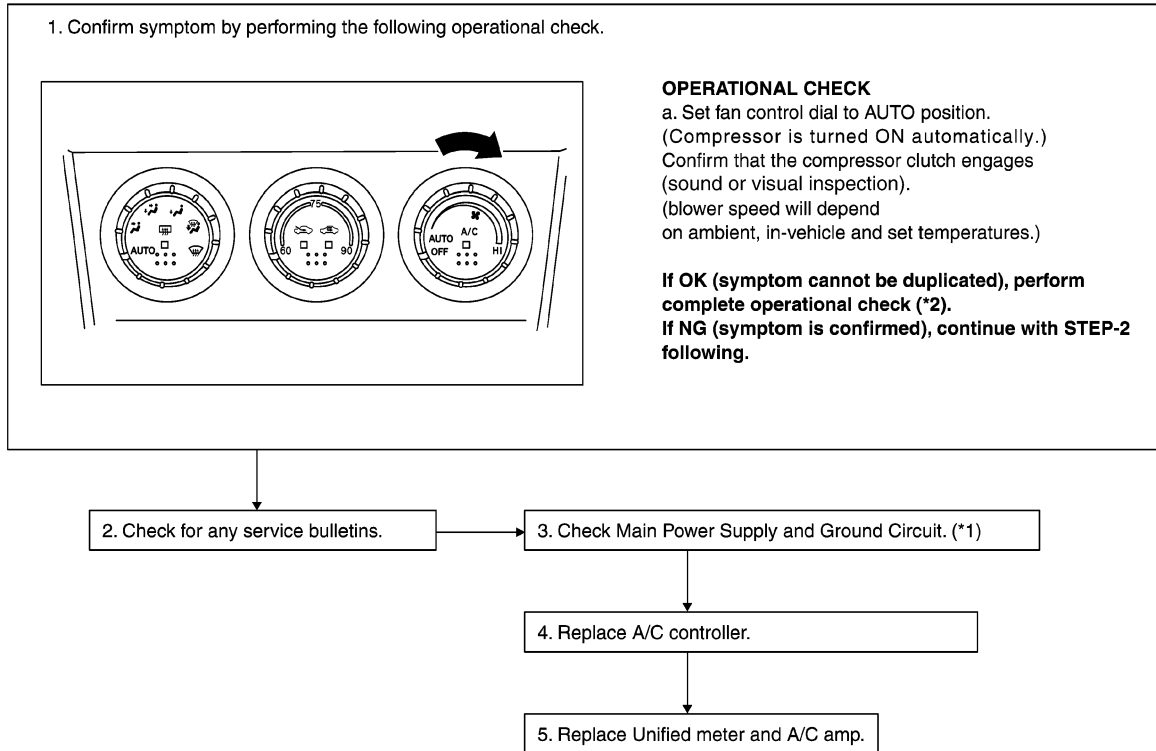 1. Confirm symptom by performing the following operational check.
AUTO
75
60
90
A/C
AUTO
OFF
HI
OPERATIONAL CHECK
a. Set fan control dial to AUTO position.
(Compressor is turned ON automatically.)
Confirm that the compressor clutch engages
(sound or visual inspection).
(blower speed will depend
on ambient, in-vehicle and set temperatures.)
If OK (symptom cannot be duplicated), perform
complete operational check (*2).
If NG (symptom is confirmed), continue with STEP-2
following.
2. Check for any service bulletins.
3. Check Main Power Supply and Ground Circuit. (*1)
4. Replace A/C controller.
5. Replace Unified meter and A/C amp.